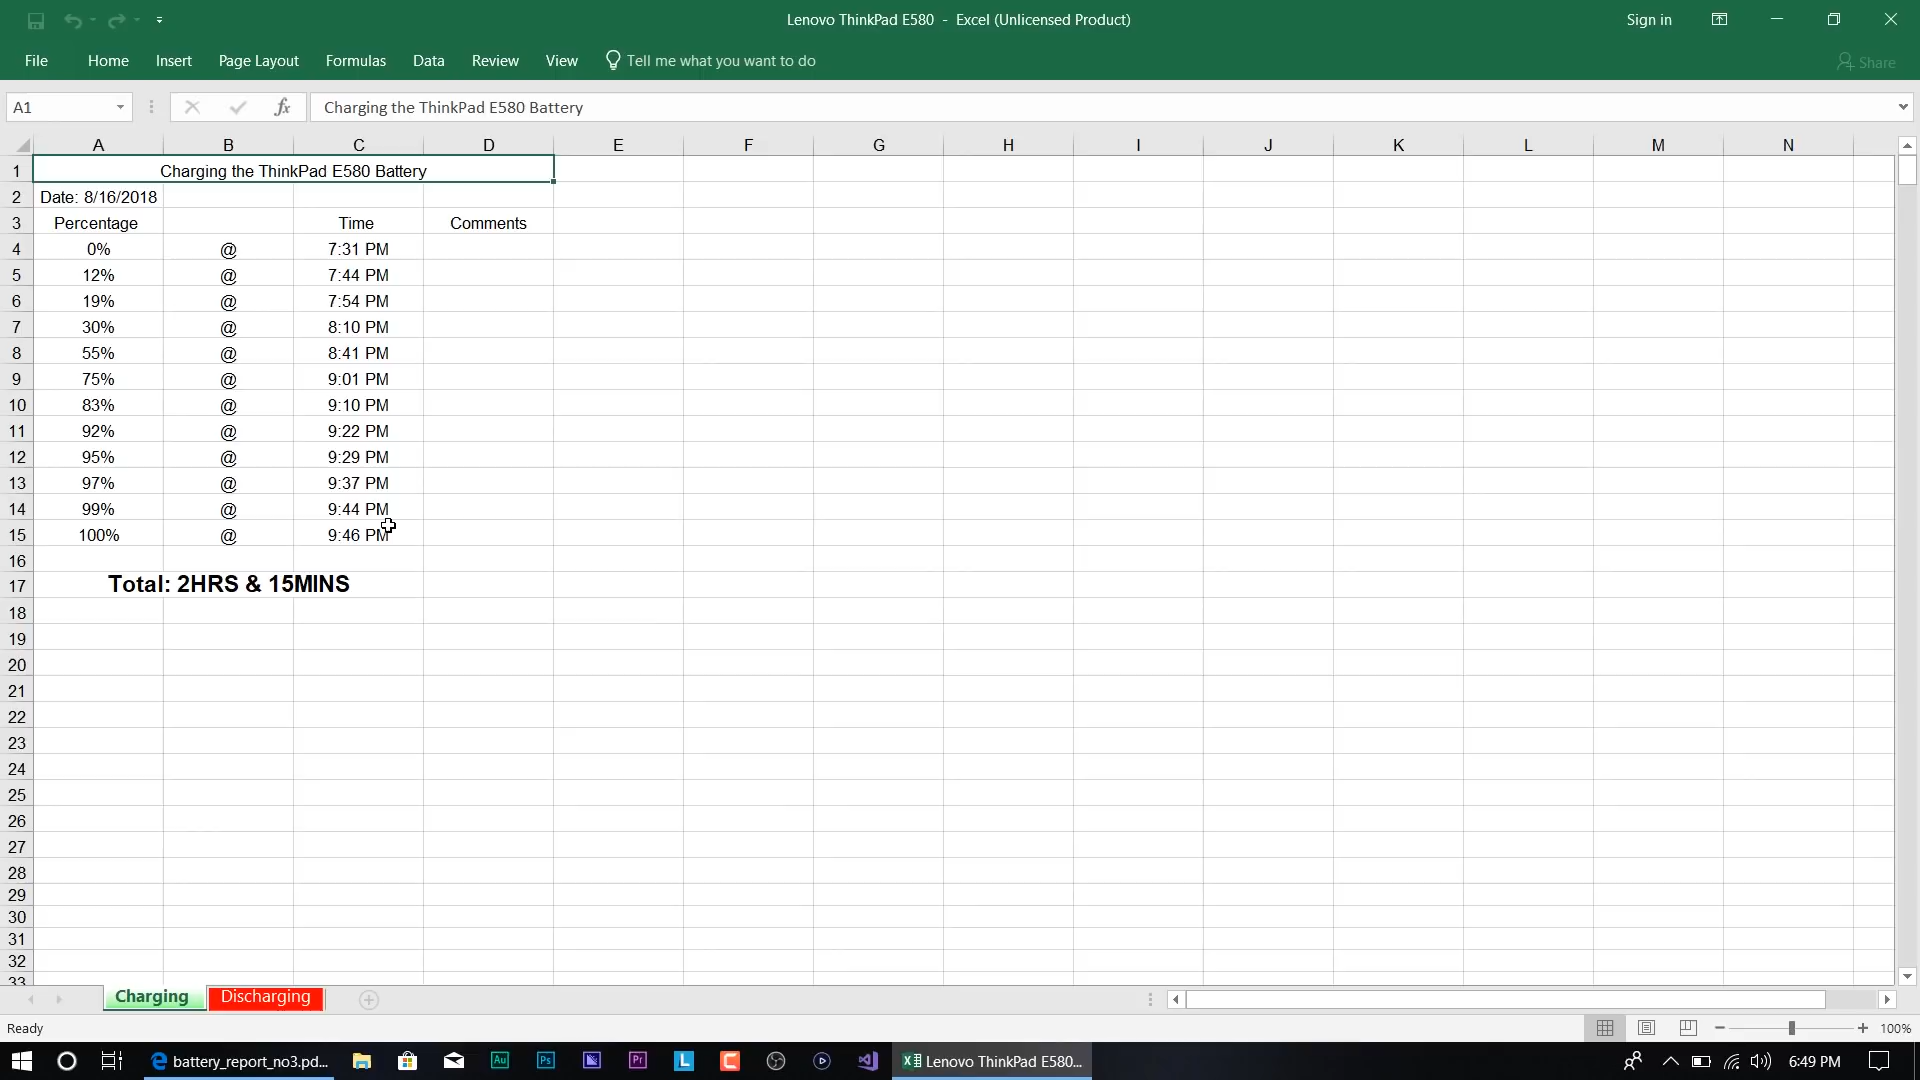 Lenovo ThinkPad E580 - Excel (Unlicensed Product)
Sign in
File Home Insert Page Layout Formulas Data Review View Tell me what you want to do
Share
A1 fx Charging the ThinkPad E580 Battery
A B C D E F G H I J K L M N
1 Charging the ThinkPad E580 Battery
2 Date: 8/16/2018
3 Percentage Time Comments
4 0% @ 7:31 PM
5 12% @ 7:44 PM
6 19% @ 7:54 PM
7 30% @ 8:10 PM
8 55% @ 8:41 PM
9 75% @ 9:01 PM
10 83% @ 9:10 PM
11 92% @ 9:22 PM
12 95% @ 9:29 PM
13 97% @ 9:37 PM
14 99% @ 9:44 PM
15 100% @ 9:46 PM
16
17 Total: 2HRS & 15MINS
18
19
20
21
22
23
24
25
26
27
28
29
30
31
32
33
Charging Discharging
Ready 100%
battery_report_no3.pd... Au Ps Pr L C Lenovo ThinkPad E580... 6:49 PM